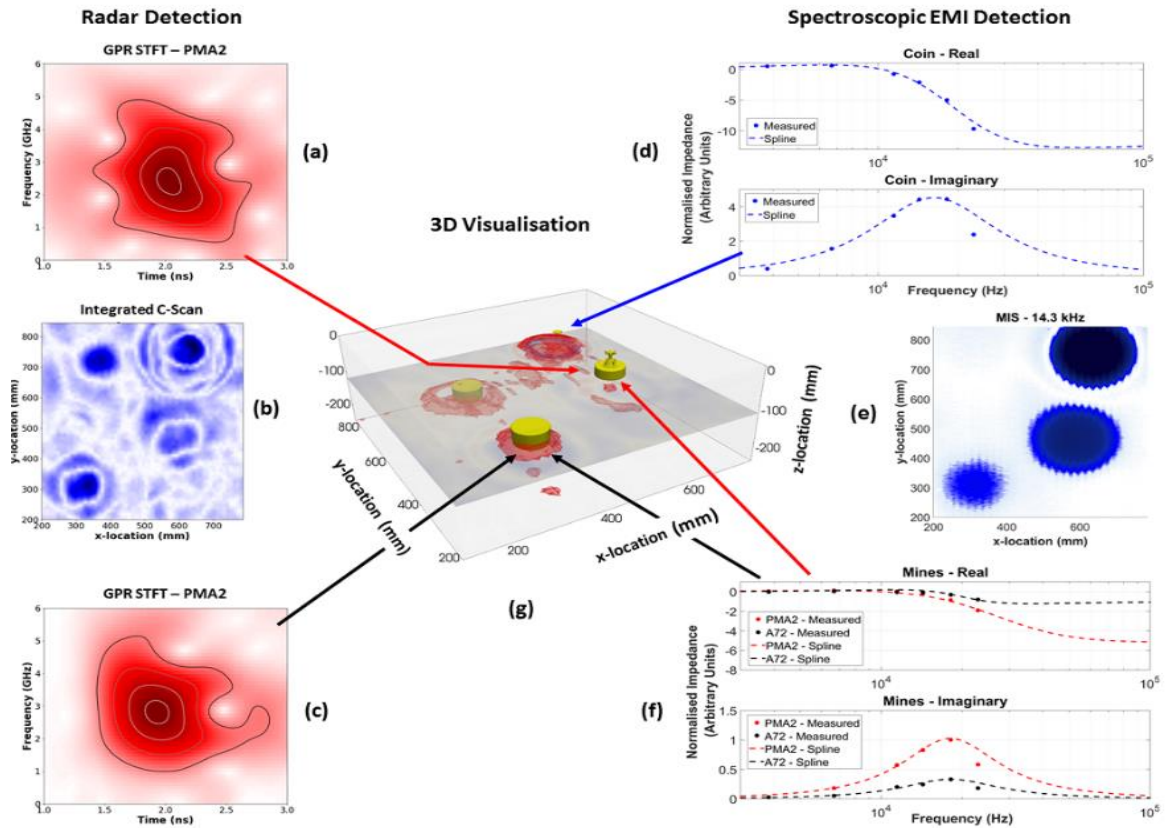 Radar Detection
Spectroscopic EMI Detection
GPR STFT – PMA2
Frequency (GHz)
6
5
4
3
2
1
0
1.0 1.5 2.0 2.5 3.0
Time (ns)
(a)
Integrated C-Scan
y-location (mm)
800
700
600
500
400
300
200
200 300 400 500 600 700
x-location (mm)
(b)
GPR STFT – PMA2
Frequency (GHz)
6
5
4
3
2
1
0
1.0 1.5 2.0 2.5 3.0
Time (ns)
(c)
3D Visualisation
0
-100
-200
800
600
400
200
y-location (mm)
200
400
600
x-location (mm)
0
-100
-200
z-location (mm)
(g)
(d)
Normalised Impedance
(Arbitrary Units)
Coin - Real
0
-5
-10
Measured
Spline
10⁴ 10⁵
Coin - Imaginary
4
2
0
Measured
Spline
10⁴ 10⁵
Frequency (Hz)
(e)
MIS - 14.3 kHz
y-location (mm)
800
700
600
500
400
300
200
200 400 600
x-location (mm)
(f)
Normalised Impedance
(Arbitrary Units)
Mines - Real
0
-2
-4
-6
-8
PMA2 - Measured
A72 - Measured
PMA2 - Spline
A72 - Spline
10⁴ 10⁵
Mines - Imaginary
1.5
1
0.5
0
PMA2 - Measured
A72 - Measured
PMA2 - Spline
A72 - Spline
10⁴ 10⁵
Frequency (Hz)